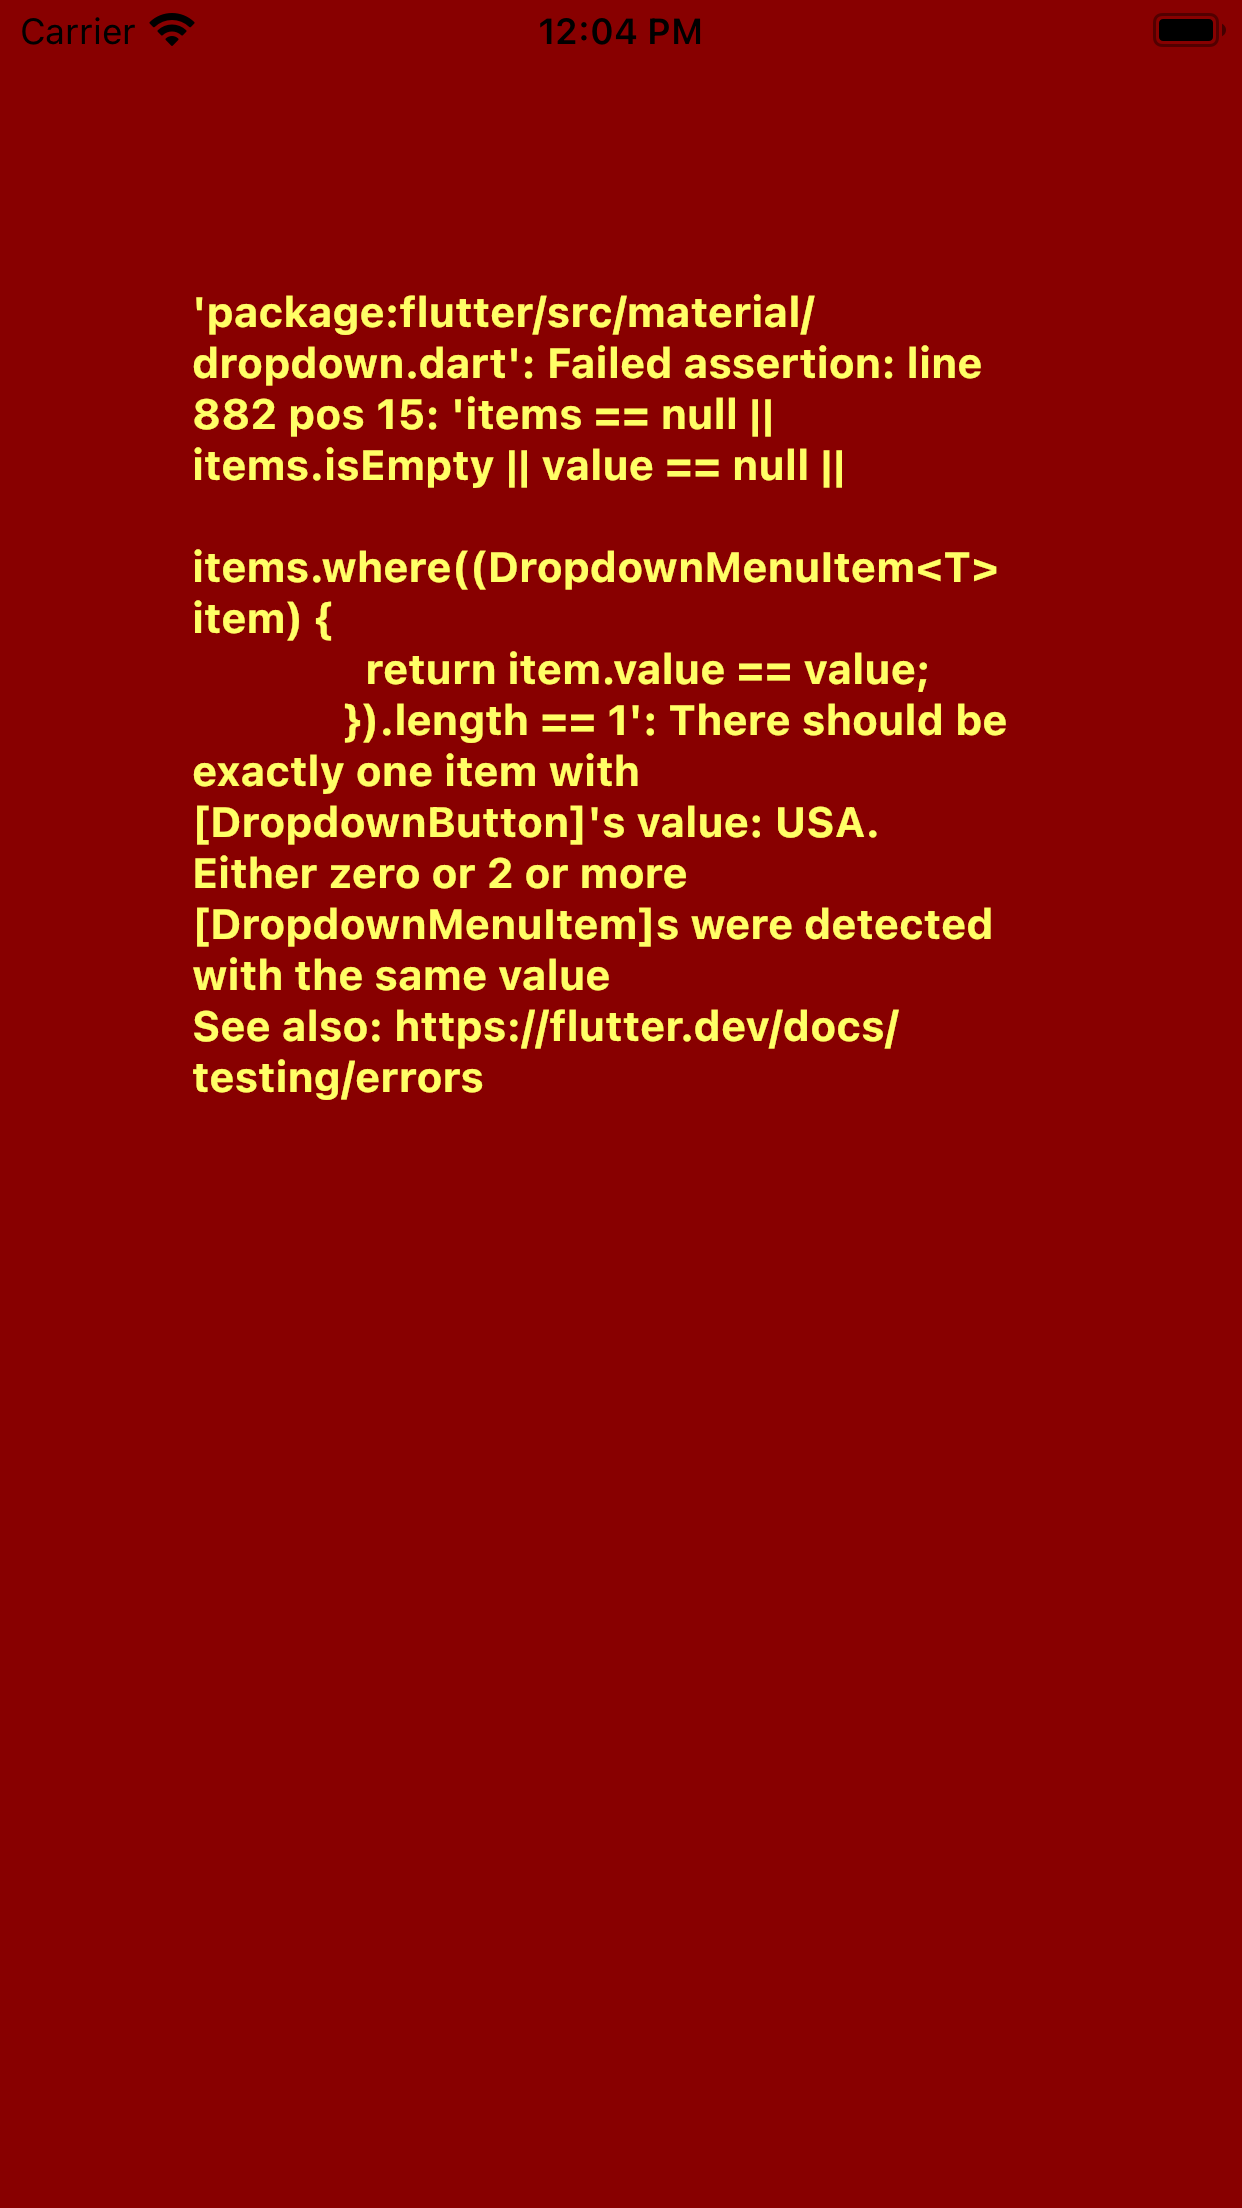 Carrier 12:04 PM
'package:flutter/src/material/
dropdown.dart': Failed assertion: line
882 pos 15: 'items == null ||
items.isEmpty || value == null ||
items.where((DropdownMenuItem<T>
item) {
return item.value == value;
}).length == 1': There should be
exactly one item with
[DropdownButton]'s value: USA.
Either zero or 2 or more
[DropdownMenuItem]s were detected
with the same value
See also: https://flutter.dev/docs/
testing/errors